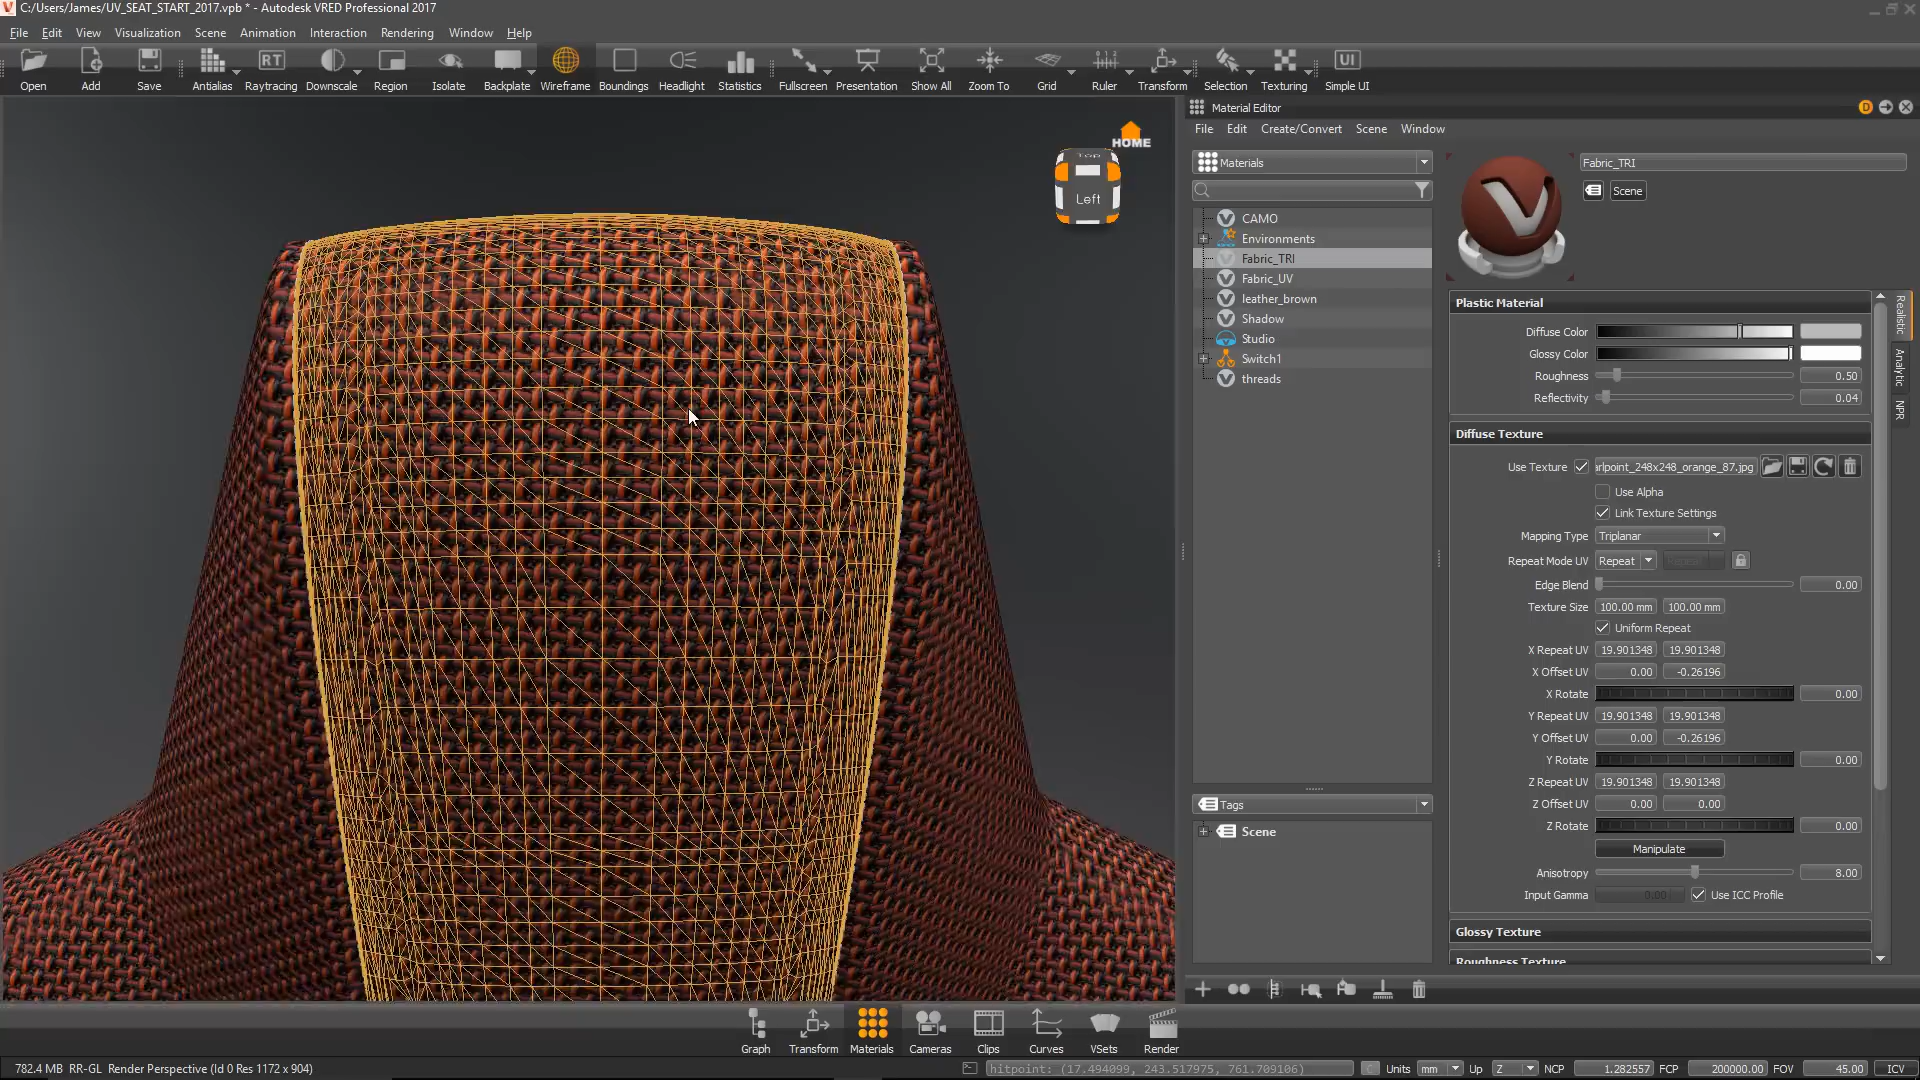 C:/Users/James/UV_SEAT_START_2017.vpb * - Autodesk VRED Professional 2017
File Edit View Visualization Scene Animation Interaction Rendering Window Help
RT UI
Open Add Save Antialias Raytracing Downscale Region Isolate Backplate Wireframe Boundings Headlight Statistics Fullscreen Presentation Show All Zoom To Grid Ruler Transform Selection Texturing Simple UI
Material Editor
File Edit Create/Convert Scene Window
HOME
Top
Left
Materials
CAMO
Environments
Fabric_TRI
Fabric_UV
leather_brown
Shadow
Studio
Switch1
threads
Tags
Scene
Fabric_TRI
Scene
Realistic
Analytic
NPR
Plastic Material
Diffuse Color
Glossy Color
Roughness 0.50
Reflectivity 0.04
Diffuse Texture
Use Texture arlpoint_248x248_orange_87.jpg
Use Alpha
Link Texture Settings
Mapping Type Triplanar
Repeat Mode UV Repeat
Edge Blend 0.00
Texture Size 100.00 mm 100.00 mm
Uniform Repeat
X Repeat UV 19.901348 19.901348
X Offset UV 0.00 -0.26196
X Rotate 0.00
Y Repeat UV 19.901348 19.901348
Y Offset UV 0.00 -0.26196
Y Rotate 0.00
Z Repeat UV 19.901348 19.901348
Z Offset UV 0.00 0.00
Z Rotate 0.00
Manipulate
Anisotropy 8.00
Input Gamma 0.00 Use ICC Profile
Glossy Texture
Roughness Texture
Graph Transform Materials Cameras Clips Curves VSets Render
782.4 MB RR-GL Render Perspective (Id 0 Res 1172 x 904) hitpoint: (17.494099, 243.517975, 761.709106) Units mm Up Z NCP 1.282557 FCP 200000.00 FOV 45.00 ICV